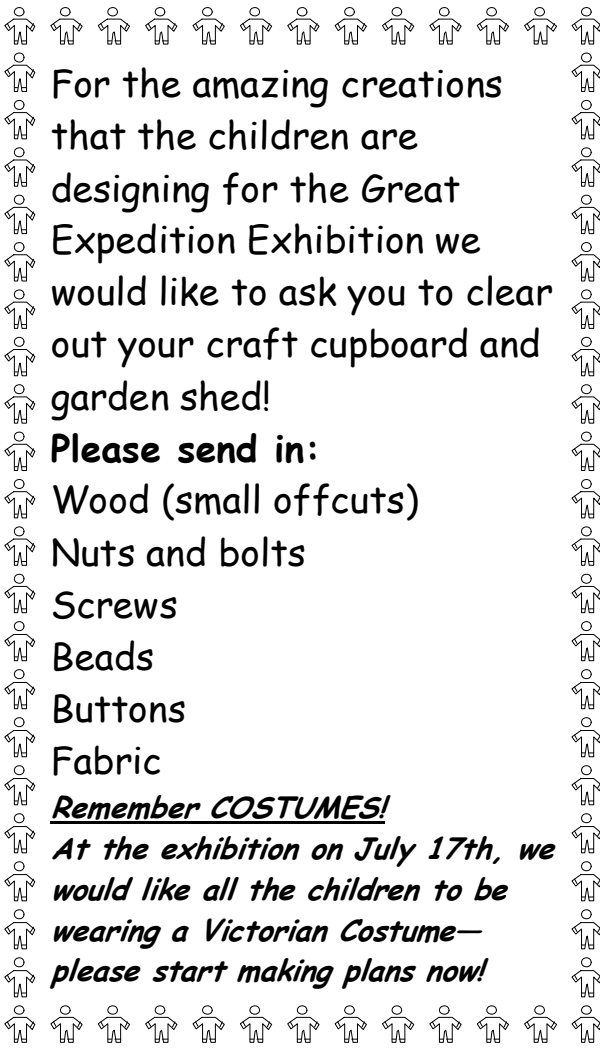 For the amazing creations
that the children are
designing for the Great
Expedition Exhibition we
would like to ask you to clear
out your craft cupboard and
garden shed!
Please send in:
Wood (small offcuts)
Nuts and bolts
Screws
Beads
Buttons
Fabric
Remember COSTUMES!
At the exhibition on July 17th, we
would like all the children to be
wearing a Victorian Costume—
please start making plans now!